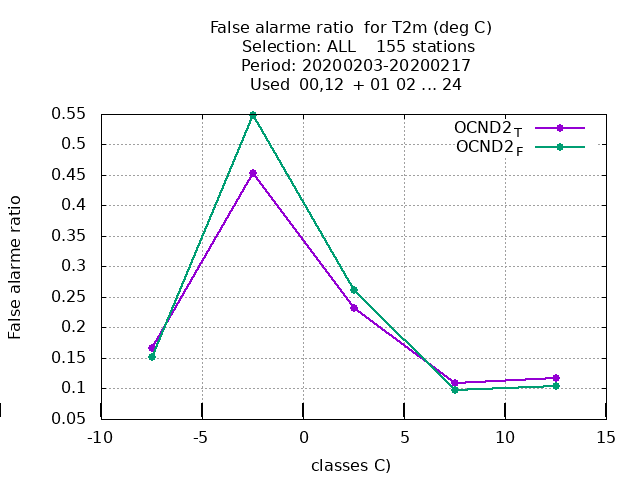 False alarme ratio  for T2m (deg C)
Selection: ALL    155 stations
Period: 20200203-20200217
Used  00,12  + 01 02 ... 24
OCND2T
OCND2F
False alarme ratio
0.55
0.5
0.45
0.4
0.35
0.3
0.25
0.2
0.15
0.1
0.05
-10 -5 0 5 10 15
classes C)